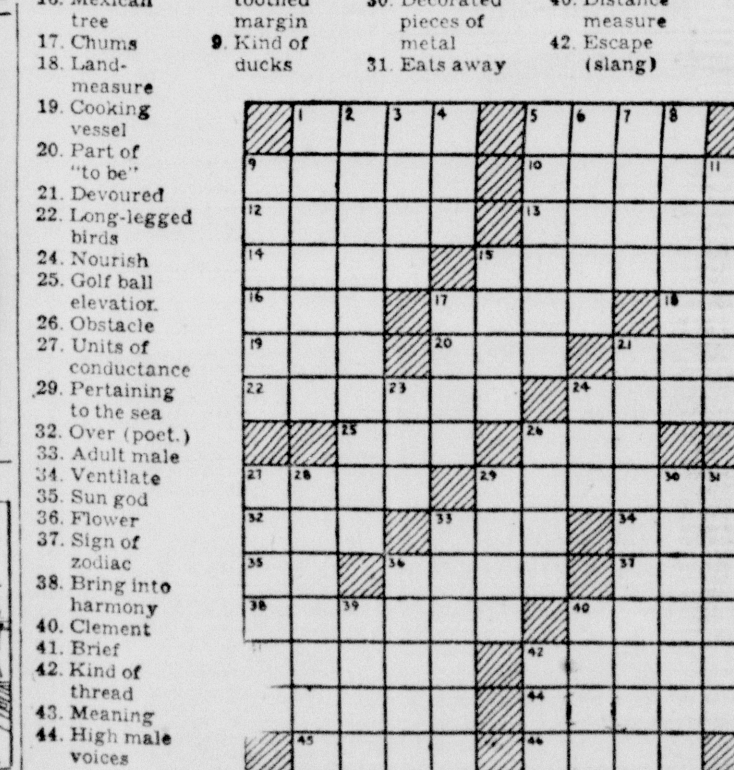 16. Mexican
tree
17. Chums
18. Land-
measure
19. Cooking
vessel
20. Part of
"to be"
21. Devoured
22. Long-legged
birds
24. Nourish
25. Golf ball
elevation.
26. Obstacle
27. Units of
conductance
29. Pertaining
to the sea
32. Over (poet.)
33. Adult male
34. Ventilate
35. Sun god
36. Flower
37. Sign of
zodiac
38. Bring into
harmony
40. Clement
41. Brief
42. Kind of
thread
43. Meaning
44. High male
voices
toothed
margin
9. Kind of
ducks
30. Decorated
pieces of
metal
31. Eats away
40. Distance
measure
42. Escape
(slang)
1 2 3 4 5 6 7 8
9 10 11
12 13
14 15
16 17 18
19 20 21
22 23 24
25 26
27 28 29 30 31
32 33 34
35 36 37
38 39 40
42
44
45 46